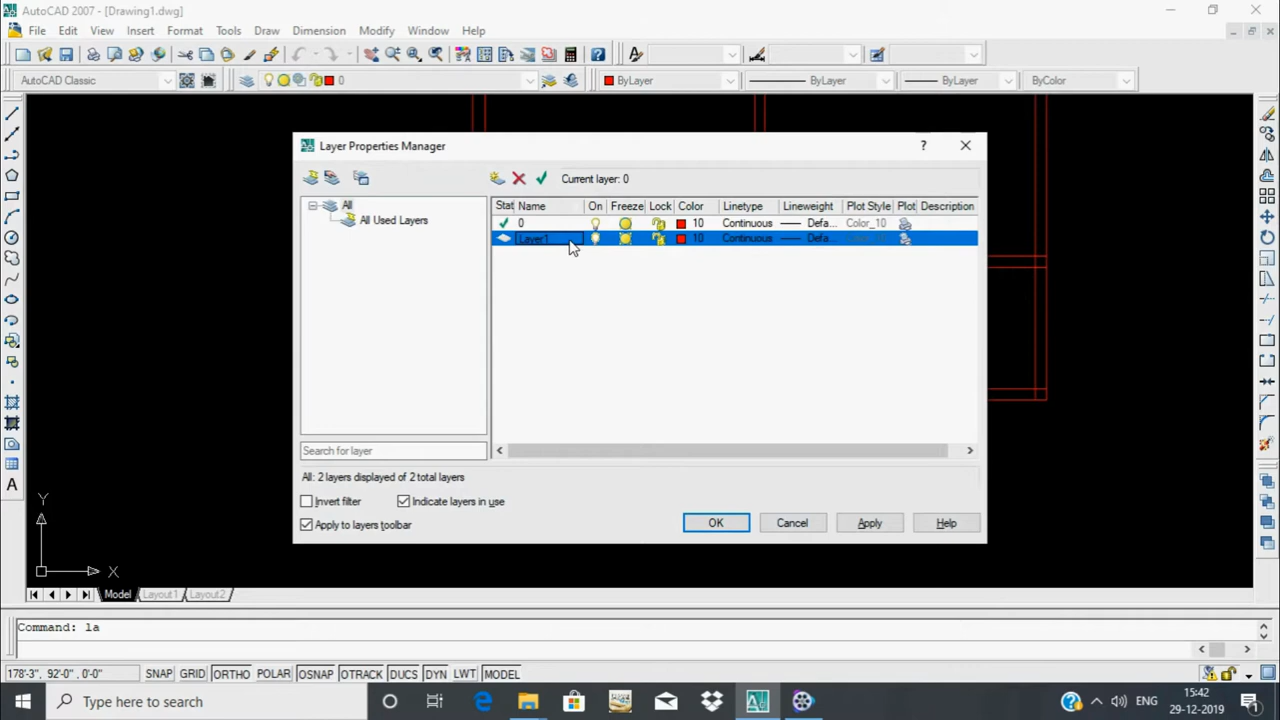 AutoCAD 2007 - [Drawing1.dwg]
File Edit View Insert Format Tools Draw Dimension Modify Window Help
AutoCAD Classic 0 ByLayer ByLayer ByLayer ByColor
Layer Properties Manager
?
Current layer: 0
All
All Used Layers
Stat Name On Freeze Lock Color Linetype Lineweight Plot Style Plot Description
0 10 Continuous Defa... Color_10
Layer1 10 Continuous Defa...
Search for layer
All: 2 layers displayed of 2 total layers
Invert filter Indicate layers in use
Apply to layers toolbar
OK Cancel Apply Help
Y
X
A
Model Layout1 Layout2
Command: la
178'-3", 92'-0" ,0'-0" SNAP GRID ORTHO POLAR OSNAP OTRACK DUCS DYN LWT MODEL
Type here to search
ENG
15:42
29-12-2019
1